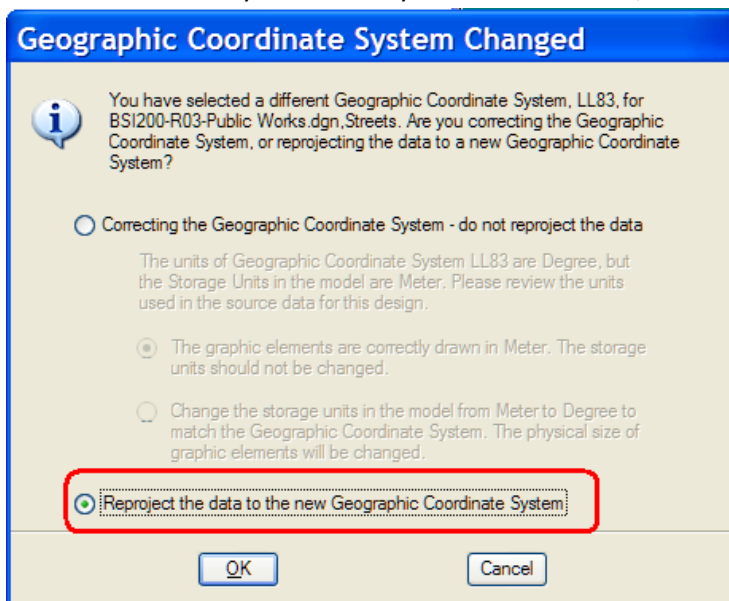 Geographic Coordinate System Changed
You have selected a different Geographic Coordinate System, LL83, for
BSI200-R03-Public Works.dgn,Streets. Are you correcting the Geographic
Coordinate System, or reprojecting the data to a new Geographic Coordinate
System?
Correcting the Geographic Coordinate System - do not reproject the data
The units of Geographic Coordinate System LL83 are Degree, but
the Storage Units in the model are Meter. Please review the units
used in the source data for this design.
The graphic elements are correctly drawn in Meter. The storage
units should not be changed.
Change the storage units in the model from Meter to Degree to
match the Geographic Coordinate System. The physical size of
graphic elements will be changed.
Reproject the data to the new Geographic Coordinate System
OK
Cancel